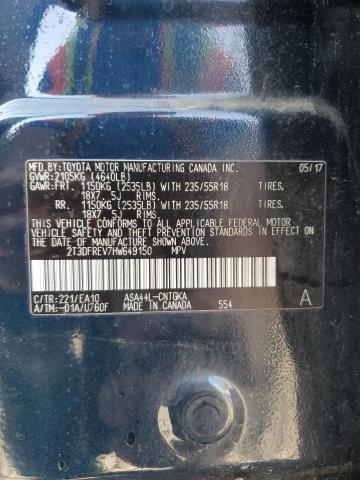 MFD.BY:TOYOTA MOTOR MANUFACTURING CANADA INC. 05/17
GVWR:2105KG (4640LB)
GAWR:FRT. 1150KG (2535LB) WITH 235/55R18 TIRES,
18X7.5J RIMS,
RR. 1150KG (2535LB) WITH 235/55R18 TIRES,
18X7.5J RIMS,
THIS VEHICLE CONFORMS TO ALL APPLICABLE FEDERAL MOTOR
VEHICLE SAFETY STANDARDS IN EFFECT ON THE DATE OF
MANUFACTURE SHOWN ABOVE.
2T3DFREV7HW649150 MPV
C/TR:221/EA10 ASA44L-CNTGKA A
A/TM:-01A/U760F MADE IN CANADA 554